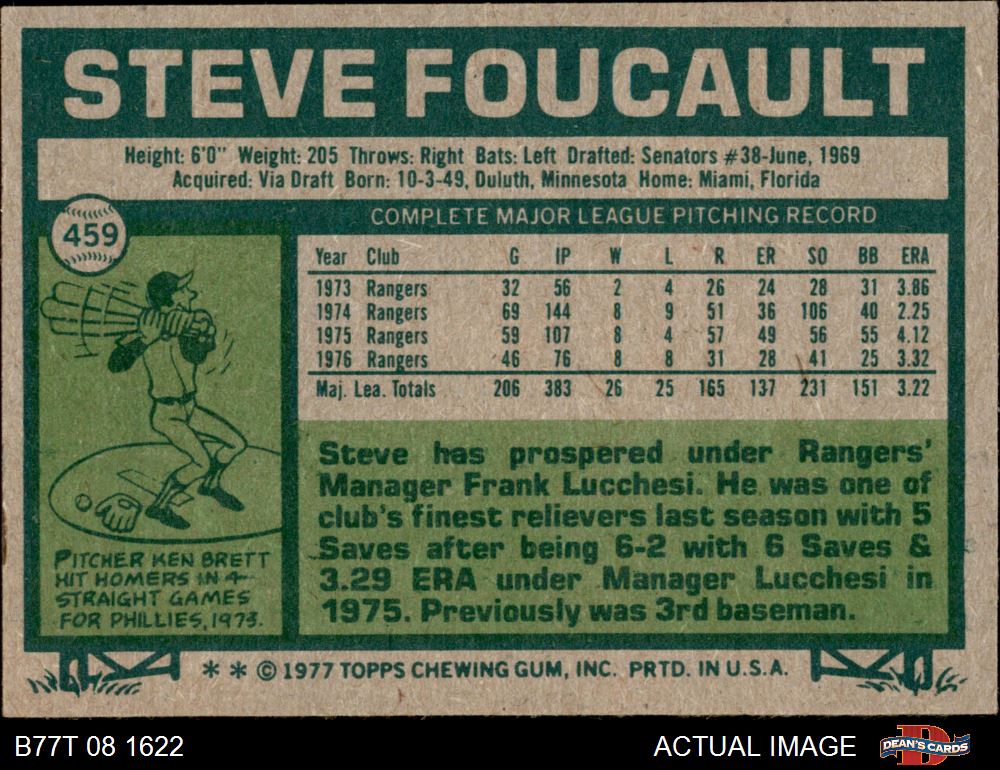 STEVE FOUCAULT
Height: 6'0" Weight: 205 Throws: Right Bats: Left Drafted: Senators #38-June, 1969
Acquired: Via Draft Born: 10-3-49, Duluth, Minnesota Home: Miami, Florida
459
COMPLETE MAJOR LEAGUE PITCHING RECORD
Year Club G IP W L R ER SO BB ERA
1973 Rangers 32 56 2 4 26 24 28 31 3.86
1974 Rangers 69 144 8 9 51 36 106 40 2.25
1975 Rangers 59 107 8 4 57 49 56 55 4.12
1976 Rangers 46 76 8 8 31 28 41 25 3.32
Maj. Lea. Totals 206 383 26 25 165 137 231 151 3.22
Steve has prospered under Rangers'
Manager Frank Lucchesi. He was one of
club's finest relievers last season with 5
Saves after being 6-2 with 6 Saves &
3.29 ERA under Manager Lucchesi in
1975. Previously was 3rd baseman.
PITCHER KEN BRETT
HIT HOMERS IN 4
STRAIGHT GAMES
FOR PHILLIES, 1973.
** © 1977 TOPPS CHEWING GUM, INC. PRTD. IN U.S.A.
B77T 08 1622
ACTUAL IMAGE
DEAN'S CARDS